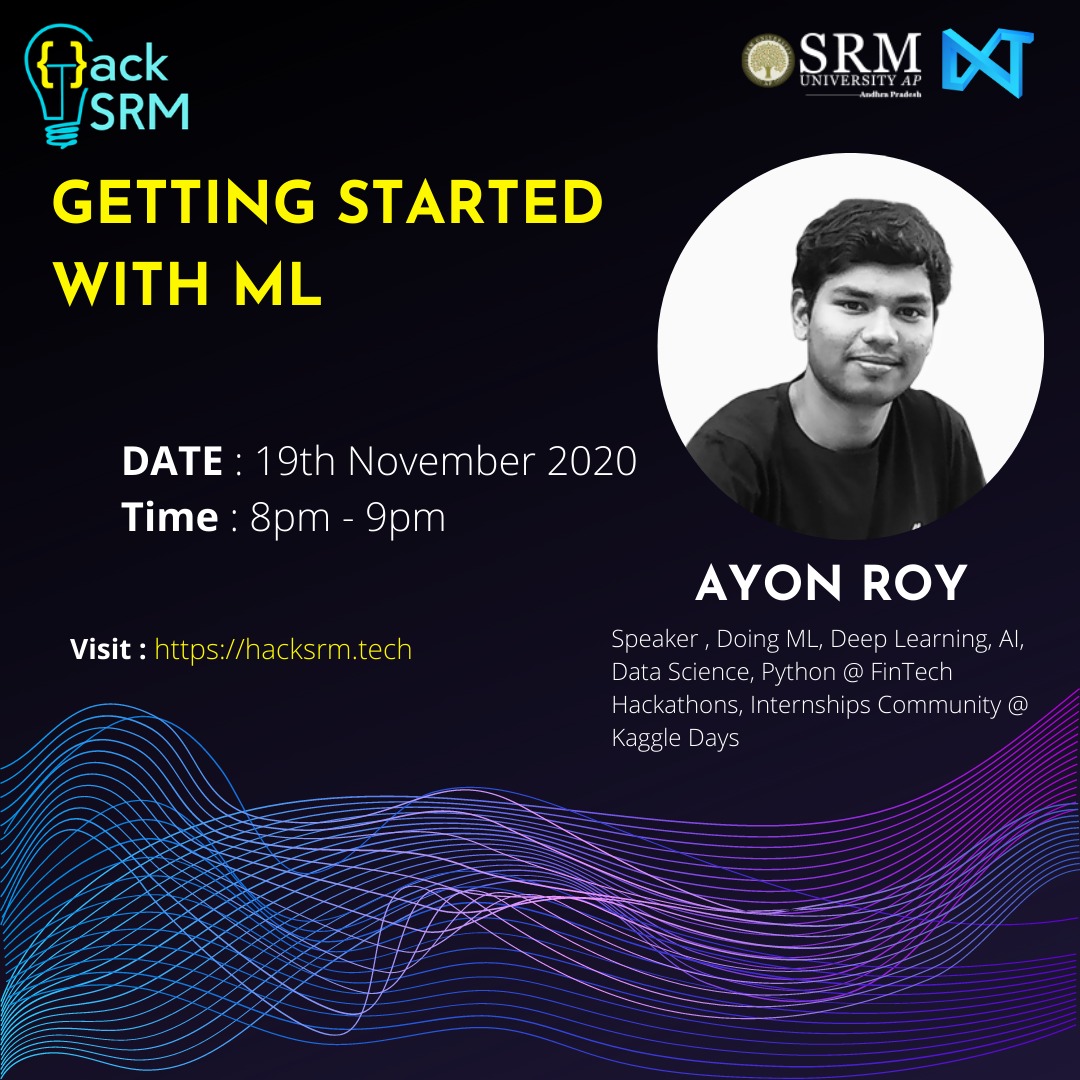 {}ack
SRM
SRM
UNIVERSITY AP
Andhra Pradesh
GETTING STARTED
WITH ML
DATE : 19th November 2020
Time : 8pm - 9pm
Visit : https://hacksrm.tech
AYON ROY
Speaker , Doing ML, Deep Learning, AI,
Data Science, Python @ FinTech
Hackathons, Internships Community @
Kaggle Days